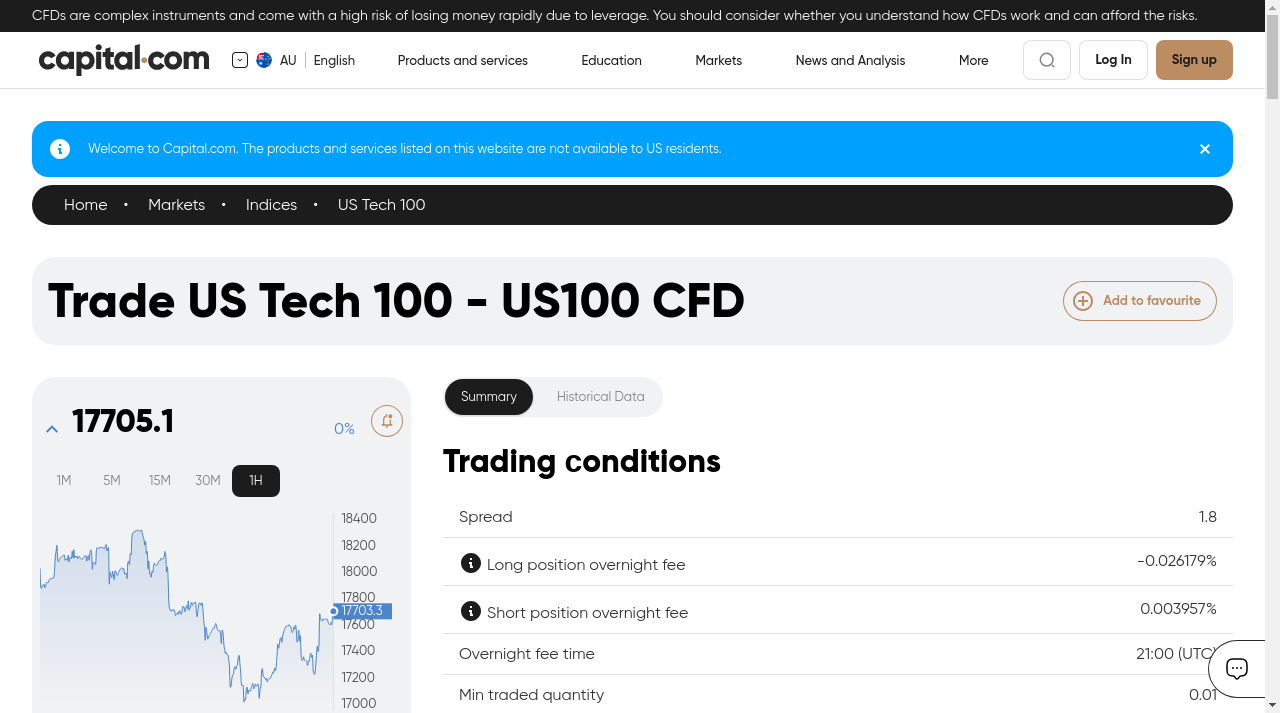 CFDs are complex instruments and come with a high risk of losing money rapidly due to leverage. You should consider whether you understand how CFDs work and can afford the risks.
capital.com
AU
English
Products and services
Education
Markets
News and Analysis
More
Log In
Sign up
Welcome to Capital.com. The products and services listed on this website are not available to US residents.
Home • Markets • Indices • US Tech 100
Trade US Tech 100 - US100 CFD
Add to favourite
17705.1
0%
1M 5M 15M 30M 1H
18400
18200
18000
17800
17703.3
17600
17400
17200
17000
Summary
Historical Data
Trading conditions
Spread 1.8
Long position overnight fee -0.026179%
Short position overnight fee 0.003957%
Overnight fee time 21:00 (UTC)
Min traded quantity 0.01